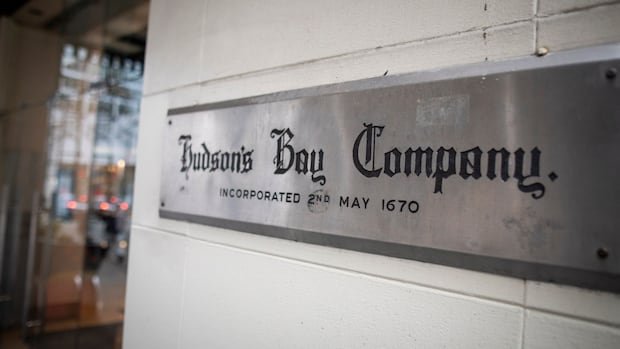 Hudson's Bay Company.
INCORPORATED 2ND MAY 1670